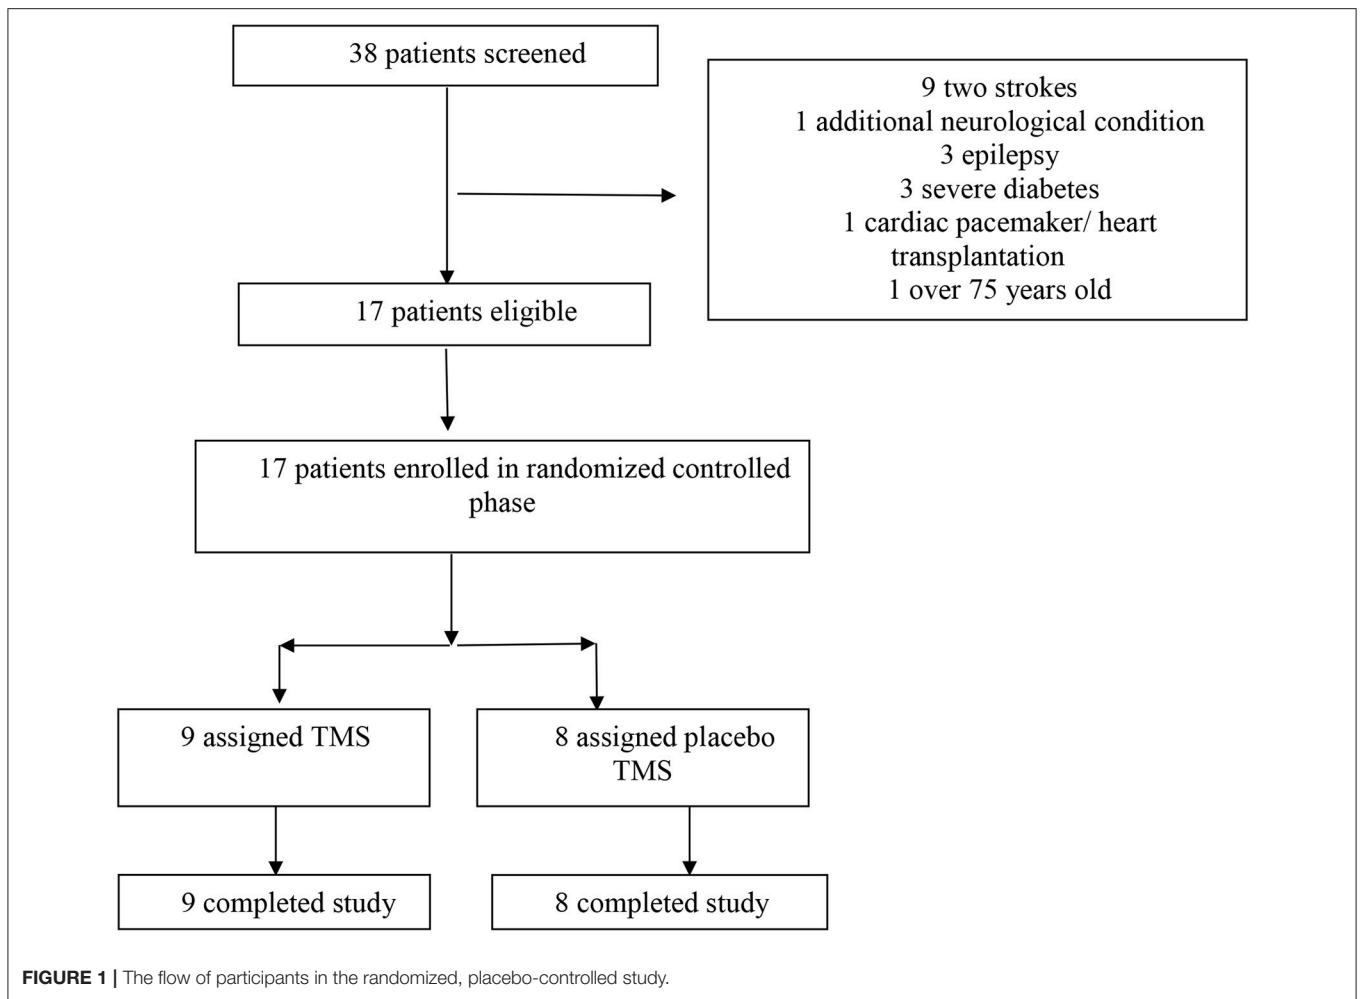 38 patients screened
9 two strokes
1 additional neurological condition
3 epilepsy
3 severe diabetes
1 cardiac pacemaker/ heart
transplantation
1 over 75 years old
17 patients eligible
17 patients enrolled in randomized controlled
phase
9 assigned TMS
8 assigned placebo
TMS
9 completed study
8 completed study
FIGURE 1 | The flow of participants in the randomized, placebo-controlled study.